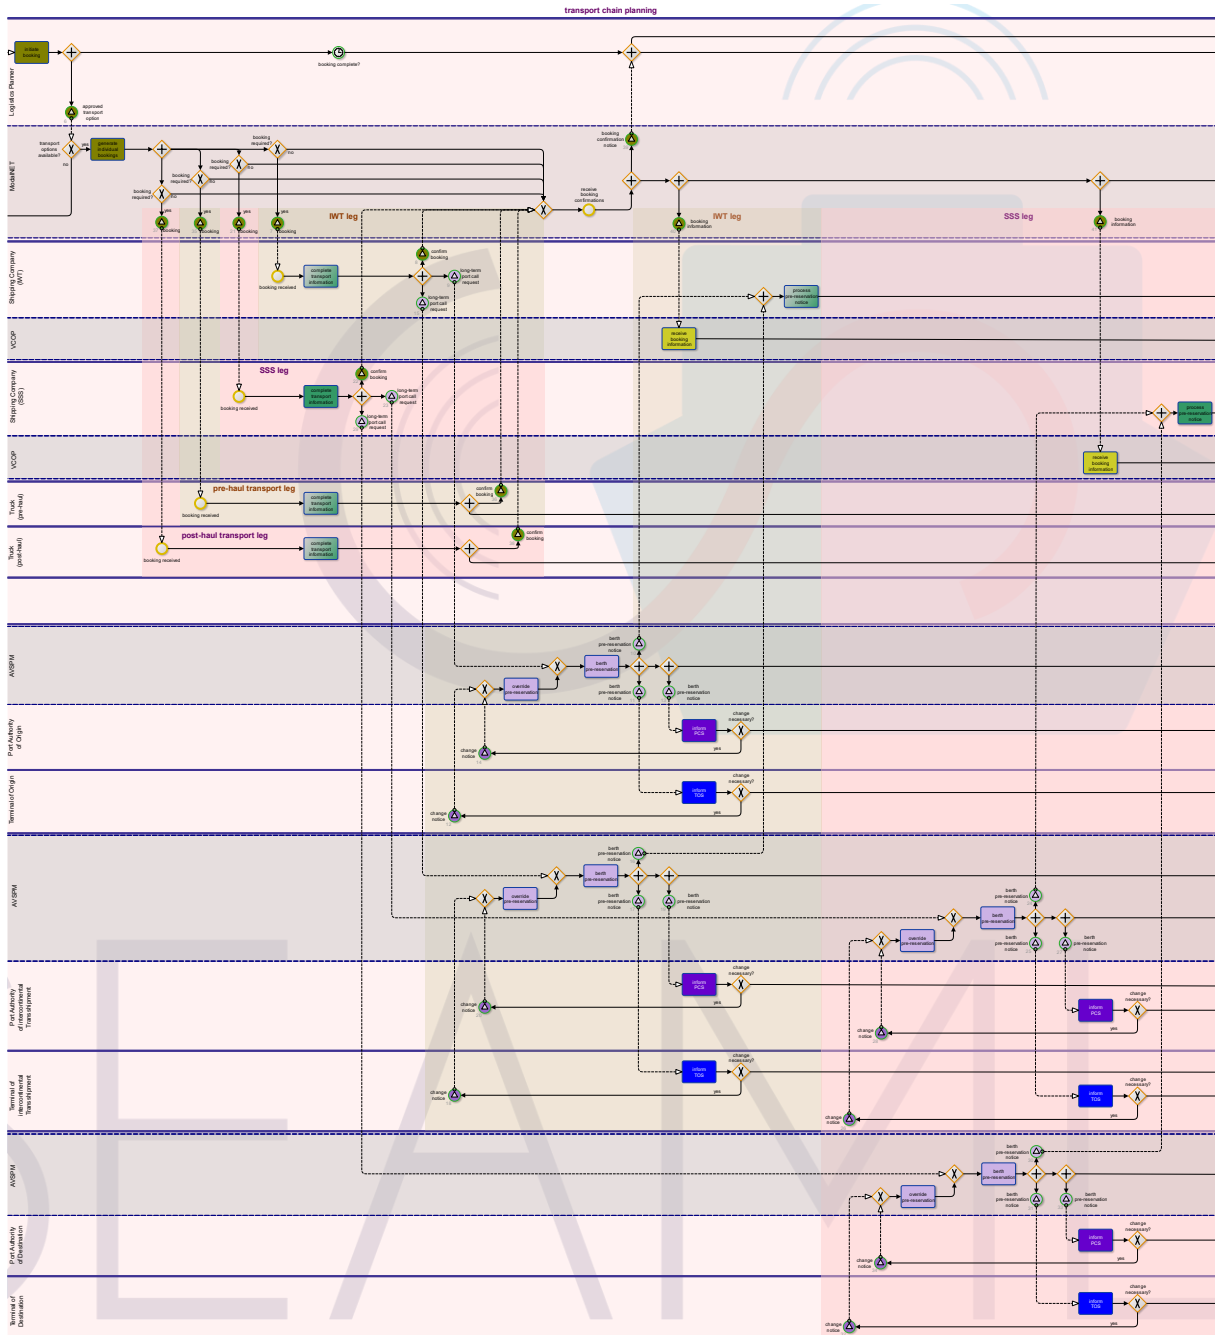 transport chain planning
Logistics Planner
initiate
booking
booking complete?
approved
transport
option
ModalNET
transport
options
available?
yes
no
generate
individual
bookings
booking
required?
no
booking
required?
no
booking
required?
no
booking
required?
no
yes
booking
yes
booking
yes
booking
yes
booking
receive
booking
confirmations
booking
confirmation
notice
IWT leg
IWT leg
SSS leg
booking
information
booking
information
Shipping Company
(IWT)
booking received
complete
transport
information
confirm
booking
long-term
port call
request
long-term
port call
request
process
pre-reservation
notice
VCOP
receive
booking
information
Shipping Company
(SSS)
SSS leg
booking received
complete
transport
information
confirm
booking
long-term
port call
request
long-term
port call
request
process
pre-reservation
notice
VCOP
receive
booking
information
Truck
(pre-haul)
pre-haul transport leg
booking received
complete
transport
information
confirm
booking
Truck
(post-haul)
post-haul transport leg
booking received
complete
transport
information
confirm
booking
AVSPM
override
pre-reservation
berth
pre-reservation
berth
pre-reservation
notice
berth
pre-reservation
notice
berth
pre-reservation
notice
Port Authority
of Origin
change
notice
inform
PCS
change
necessary?
yes
Terminal of Origin
change
notice
inform
TOS
change
necessary?
yes
AVSPM
override
pre-reservation
berth
pre-reservation
berth
pre-reservation
notice
berth
pre-reservation
notice
berth
pre-reservation
notice
override
pre-reservation
berth
pre-reservation
berth
pre-reservation
notice
berth
pre-reservation
notice
berth
pre-reservation
notice
Port Authority
of Intercontinental
Transshipment
change
notice
inform
PCS
change
necessary?
yes
change
notice
inform
PCS
change
necessary?
yes
Terminal of
Intercontinental
Transshipment
change
notice
inform
TOS
change
necessary?
yes
change
notice
inform
TOS
change
necessary?
yes
AVSPM
override
pre-reservation
berth
pre-reservation
berth
pre-reservation
notice
berth
pre-reservation
notice
berth
pre-reservation
notice
Port Authority
of Destination
change
notice
inform
PCS
change
necessary?
yes
Terminal of
Destination
change
notice
inform
TOS
change
necessary?
yes